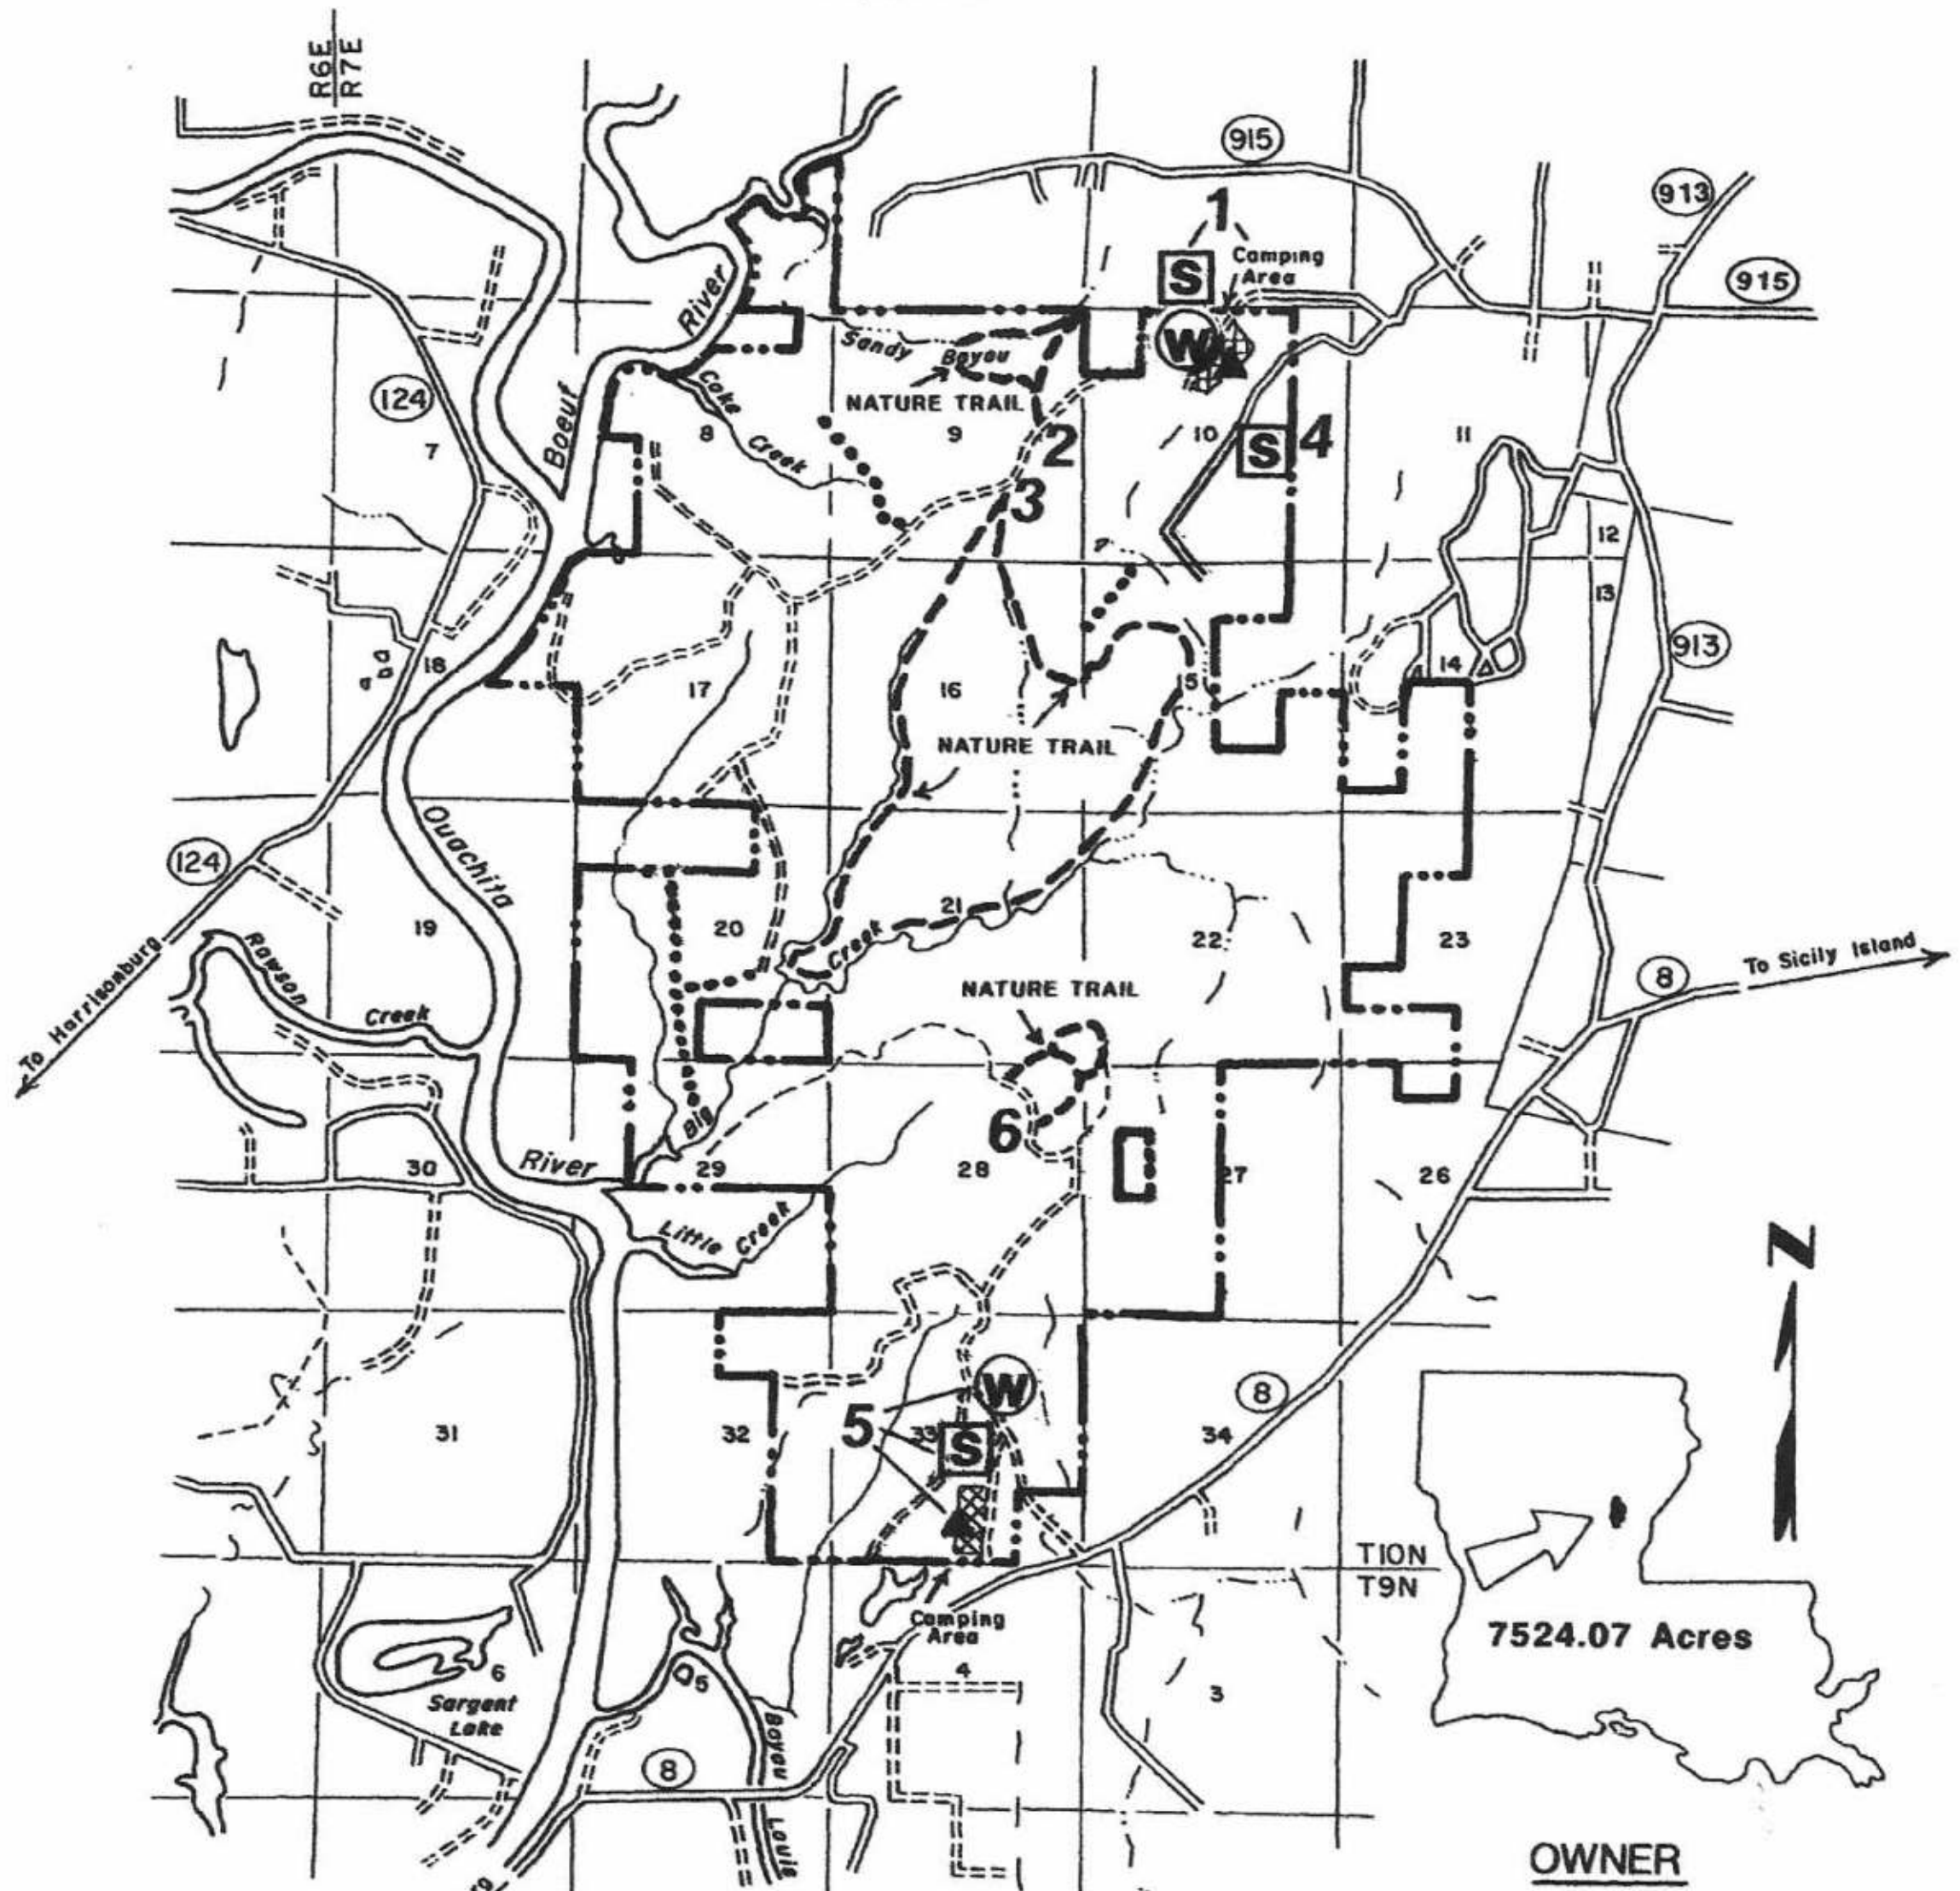 R6E
R7E
915
913
1
S
Camping
Area
915
River
W
Sandy
Bayou
124
Coke
Creek
NATURE TRAIL
Boeuf
7
8
9
2
10
S
4
11
3
12
13
913
18
17
16
15
14
NATURE TRAIL
Ouachita
124
19
20
21
22
23
Creek
To Harrisonburg
Rawson
Creek
NATURE TRAIL
8
To Sicily Island
Big
6
30
River
29
28
27
26
Little Creek
N
W
8
5
31
32
33
S
34
T10N
T9N
Camping
Area
7524.07 Acres
6
5
4
3
Sargent
Lake
8
Bayou
Louis
OWNER